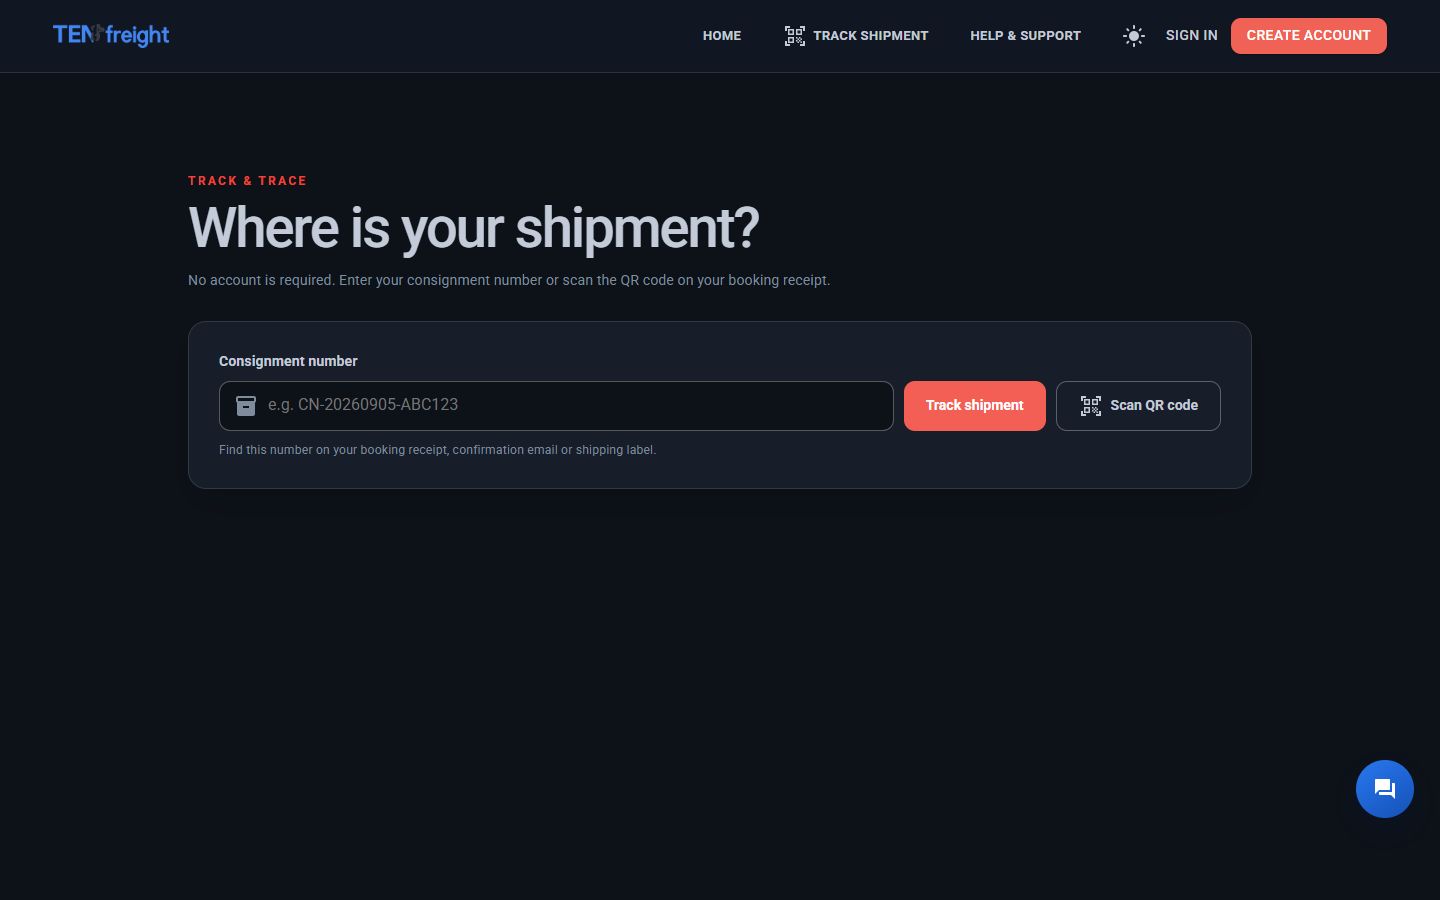 TEN freight
HOME
TRACK SHIPMENT
HELP & SUPPORT
SIGN IN
CREATE ACCOUNT
TRACK & TRACE
Where is your shipment?
No account is required. Enter your consignment number or scan the QR code on your booking receipt.
Consignment number
e.g. CN-20260905-ABC123
Track shipment
Scan QR code
Find this number on your booking receipt, confirmation email or shipping label.